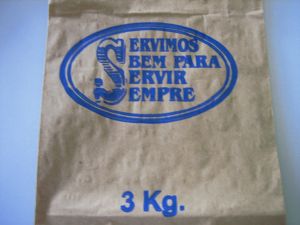 SERVIMOS
BEM PARA
SERVIR
SEMPRE
3 Kg.